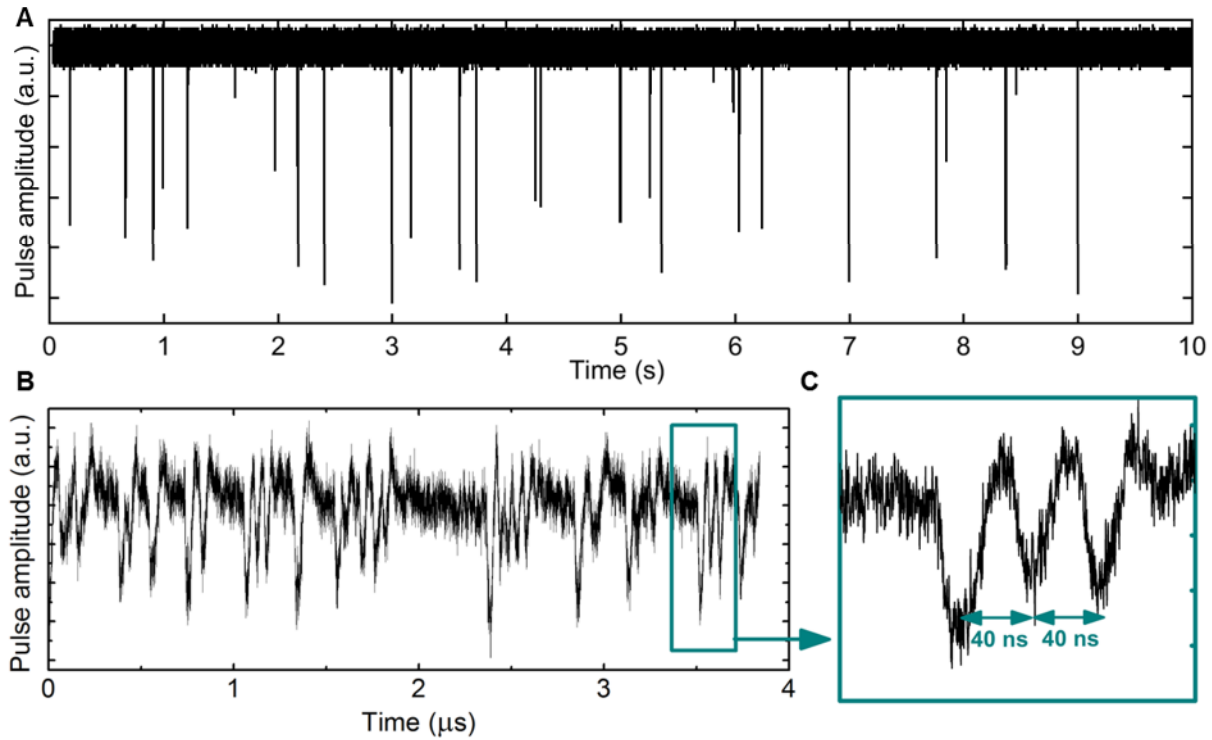 A
Pulse amplitude (a.u.)
0 1 2 3 4 5 6 7 8 9 10
Time (s)
B
Pulse amplitude (a.u.)
0 1 2 3 4
Time (μs)
C
40 ns 40 ns